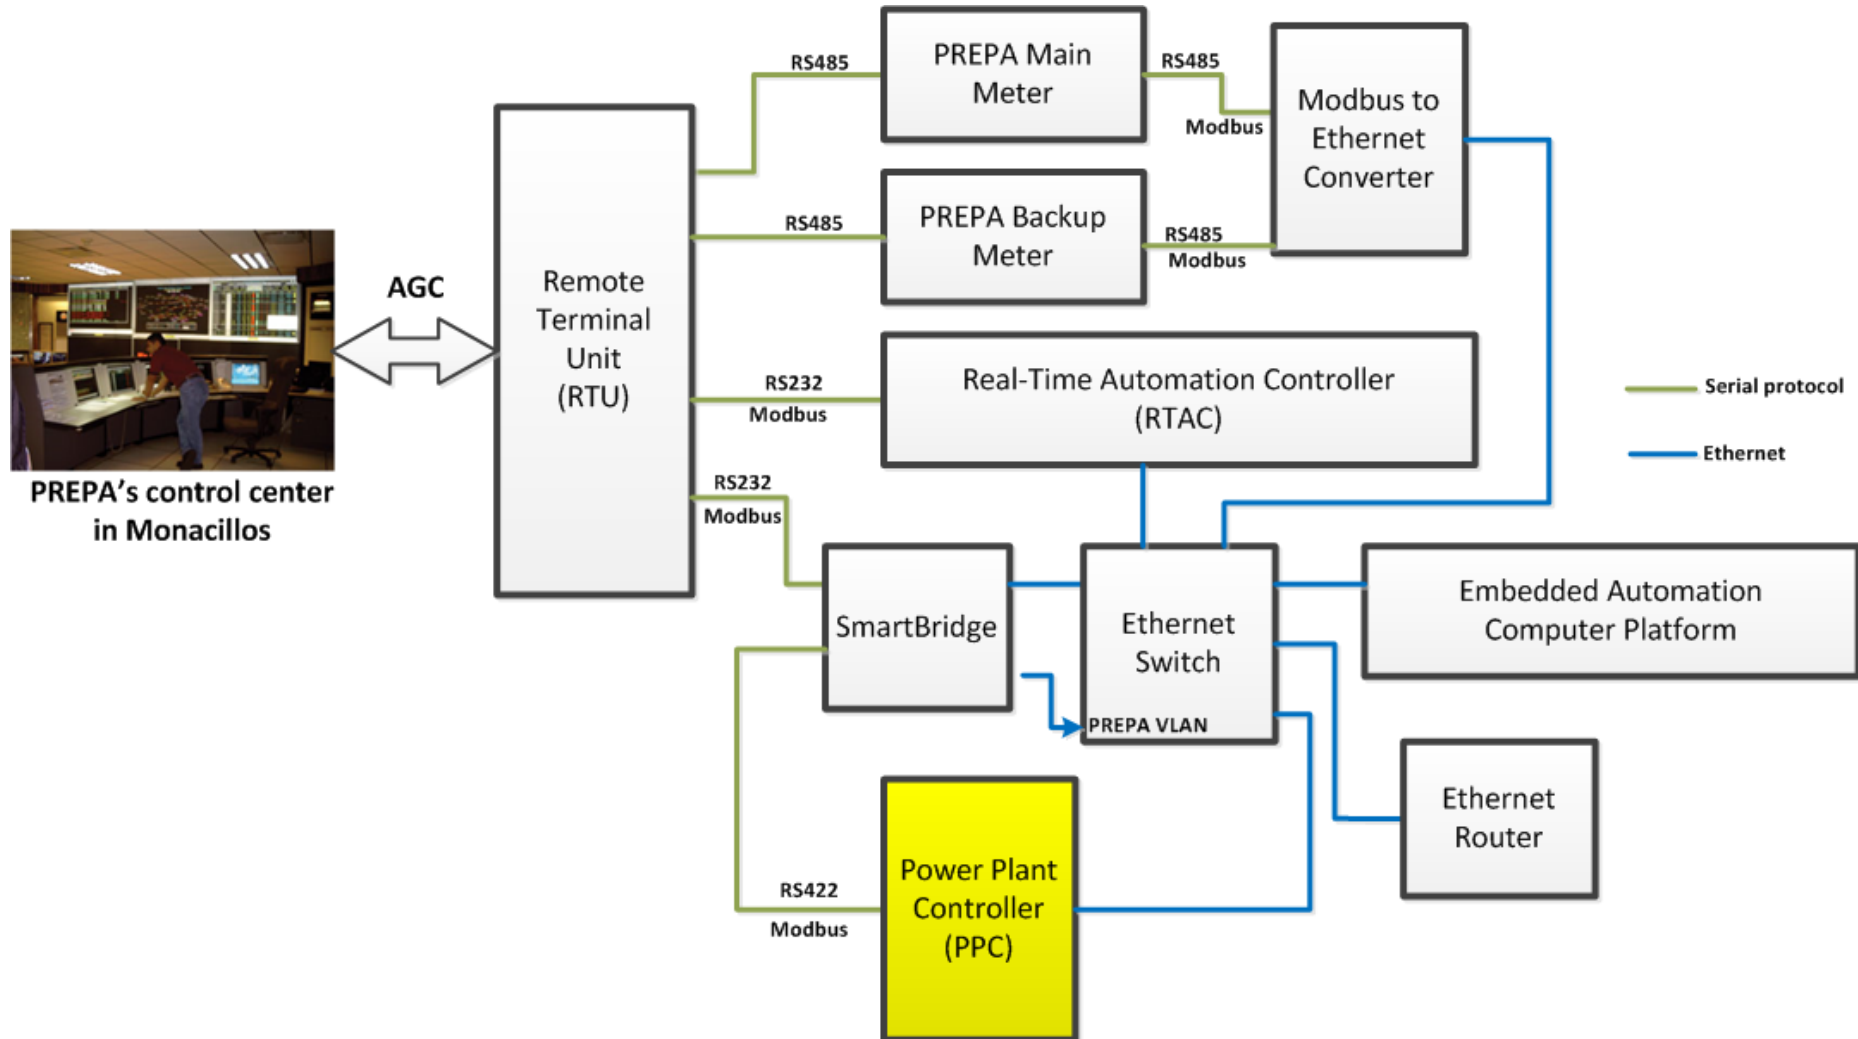 RS485
PREPA Main
Meter
RS485
Modbus
Modbus to
Ethernet
Converter
RS485
PREPA Backup
Meter
RS485
Modbus
AGC
Remote
Terminal
Unit
(RTU)
RS232
Modbus
Real-Time Automation Controller
(RTAC)
Serial protocol
Ethernet
PREPA's control center
in Monacillos
RS232
Modbus
SmartBridge
Ethernet
Switch
PREPA VLAN
Embedded Automation
Computer Platform
Ethernet
Router
RS422
Modbus
Power Plant
Controller
(PPC)